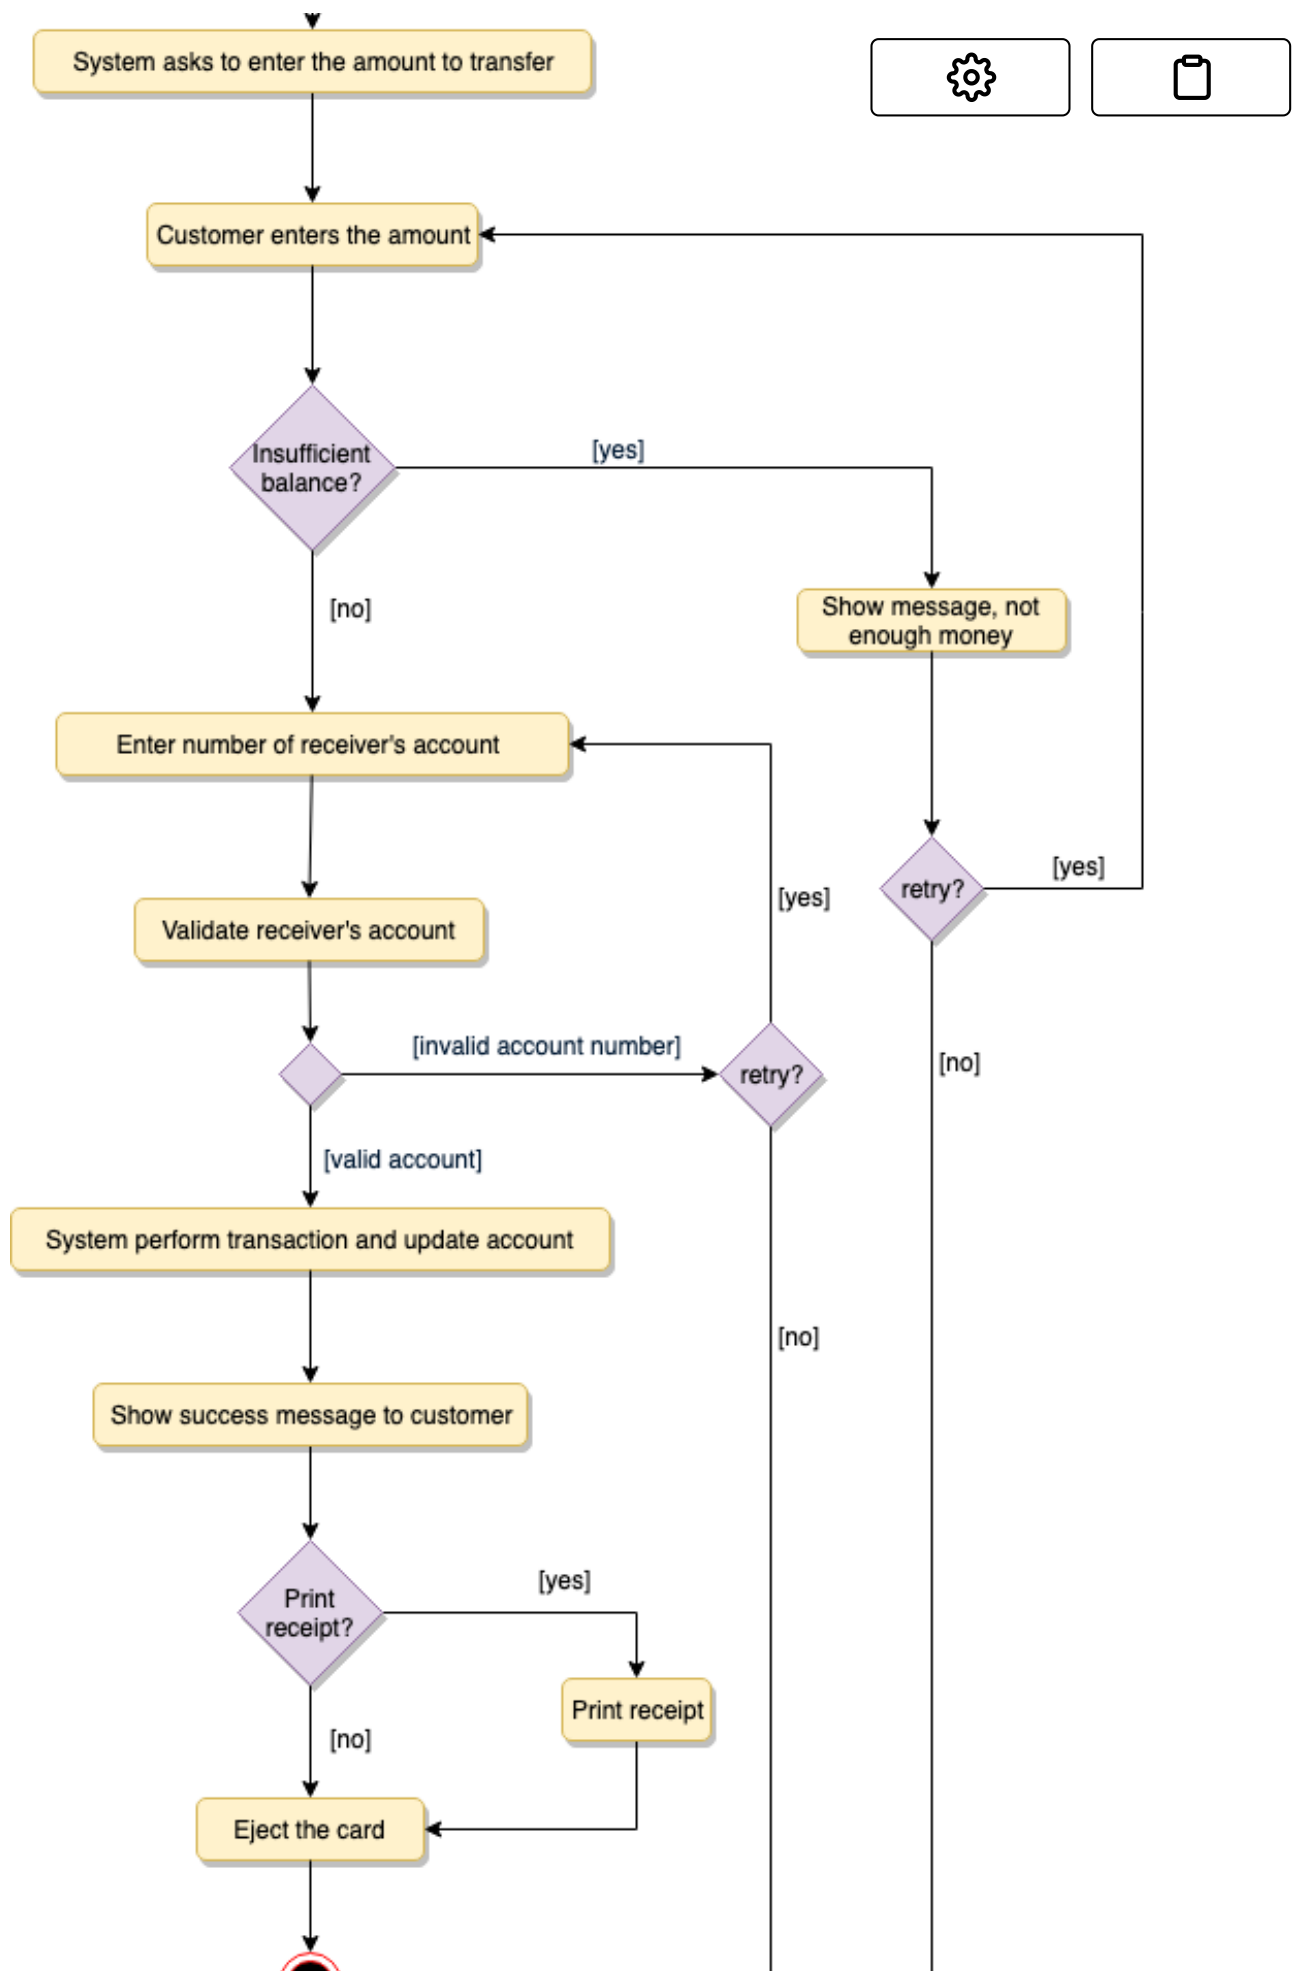 System asks to enter the amount to transfer
Customer enters the amount
Insufficient
balance?
[yes]
[no]
Show message, not
enough money
Enter number of receiver's account
retry?
[yes]
[yes]
Validate receiver's account
[invalid account number]
retry?
[no]
[valid account]
System perform transaction and update account
[no]
Show success message to customer
Print
receipt?
[yes]
Print receipt
[no]
Eject the card